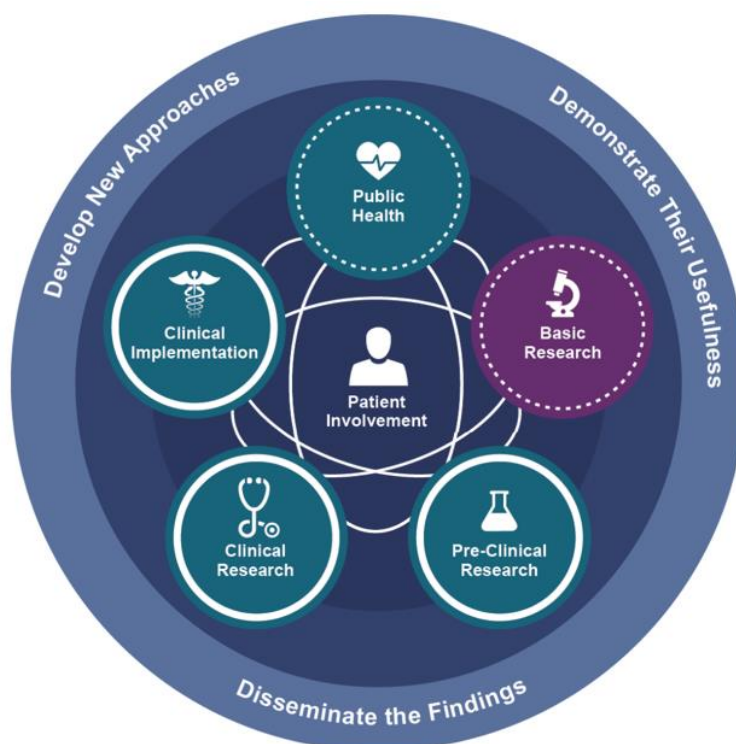 Develop New Approaches
Demonstrate Their Usefulness
Public
Health
Clinical
Implementation
Basic
Research
Patient
Involvement
Clinical
Research
Pre-Clinical
Research
Disseminate the Findings